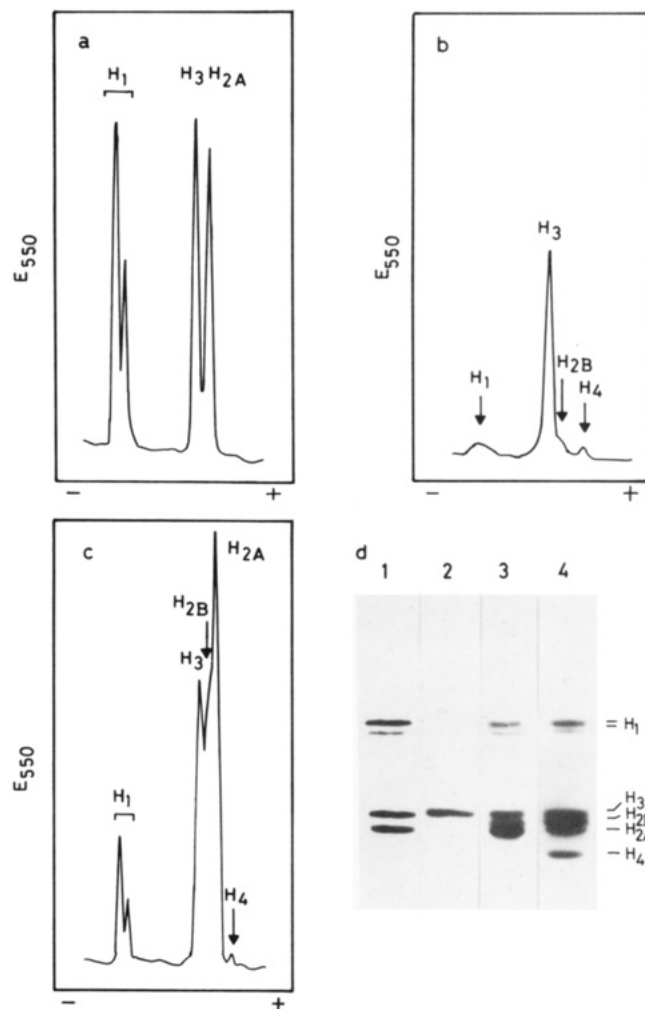 a
H1
H3 H2A
E550
- +
b
H3
H2B
H1
H4
E550
- +
c
H2A
H2B
H3
H1
H4
E550
- +
d
1 2 3 4
H1
H3
H2B
H2A
H4